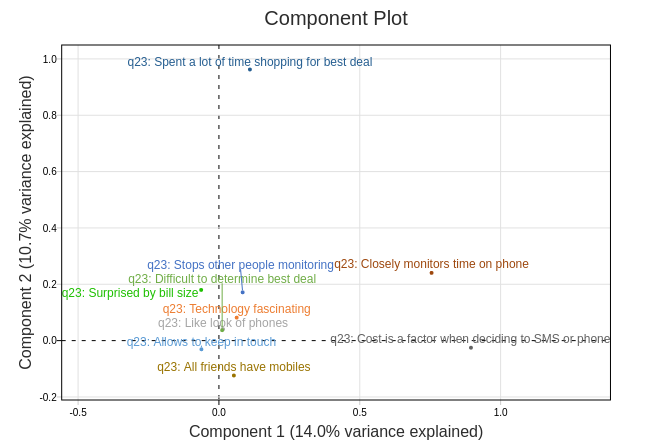 Component Plot
Component 2 (10.7% variance explained)
1.0
0.8
0.6
0.4
0.2
0.0
-0.2
q23: Spent a lot of time shopping for best deal
q23: Stops other people monitoring
q23: Closely monitors time on phone
q23: Difficult to determine best deal
q23: Surprised by bill size
q23: Technology fascinating
q23: Like look of phones
q23: Allows to keep in touch
q23: Cost is a factor when deciding to SMS or phone
q23: All friends have mobiles
-0.5
0.0
0.5
1.0
Component 1 (14.0% variance explained)